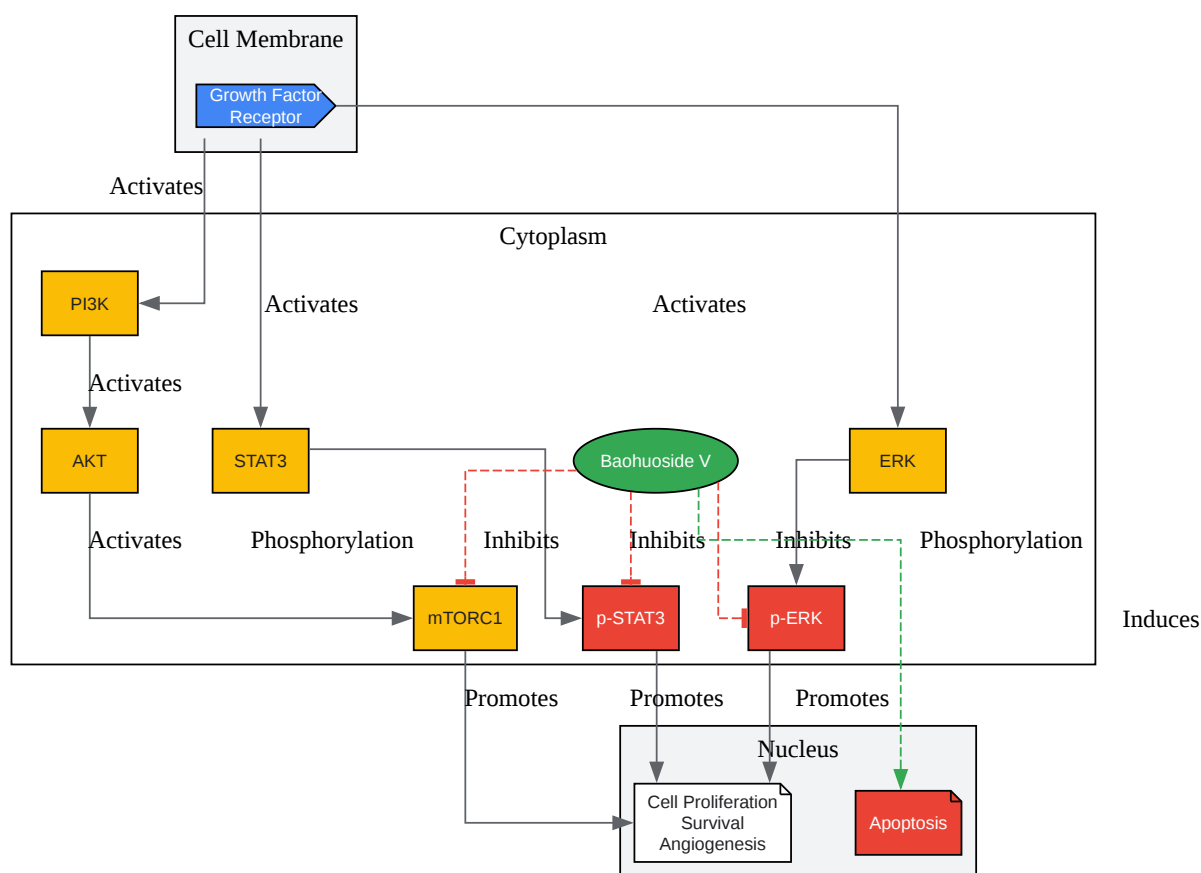 Cell Membrane
Growth Factor
Receptor
Activates
Cytoplasm
PI3K
Activates
Activates
Activates
AKT
STAT3
Baohuoside V
ERK
Activates
Phosphorylation
Inhibits
Inhibits
Inhibits
Phosphorylation
mTORC1
p-STAT3
p-ERK
Induces
Promotes
Promotes
Promotes
Nucleus
Cell Proliferation
Survival
Angiogenesis
Apoptosis